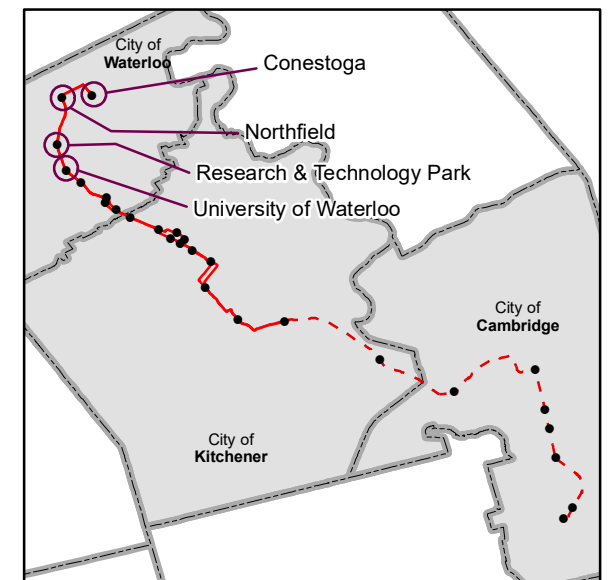 City of
Waterloo
Conestoga
Northfield
Research & Technology Park
University of Waterloo
City of
Cambridge
City of
Kitchener